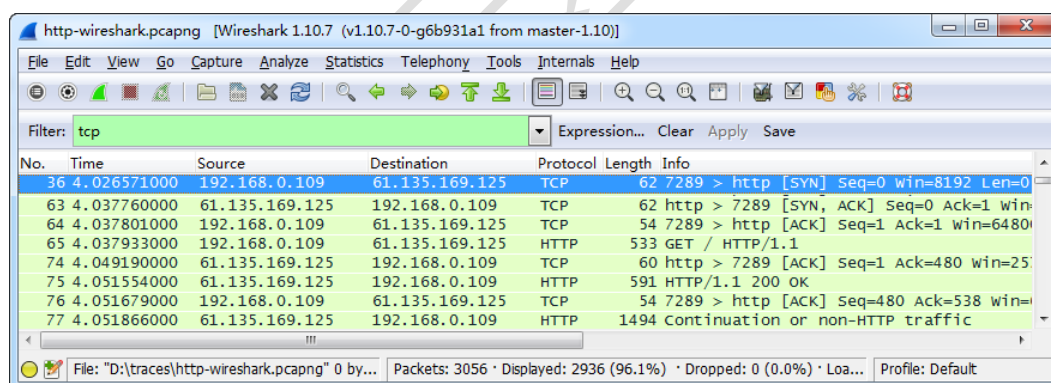 http-wireshark.pcapng [Wireshark 1.10.7 (v1.10.7-0-g6b931a1 from master-1.10)]
File Edit View Go Capture Analyze Statistics Telephony Tools Internals Help
Filter: tcp Expression... Clear Apply Save
No. Time Source Destination Protocol Length Info
36 4.026571000 192.168.0.109 61.135.169.125 TCP 62 7289 > http [SYN] Seq=0 Win=8192 Len=0
63 4.037760000 61.135.169.125 192.168.0.109 TCP 62 http > 7289 [SYN, ACK] Seq=0 Ack=1 Win=
64 4.037801000 192.168.0.109 61.135.169.125 TCP 54 7289 > http [ACK] Seq=1 Ack=1 Win=6480
65 4.037933000 192.168.0.109 61.135.169.125 HTTP 533 GET / HTTP/1.1
74 4.049190000 61.135.169.125 192.168.0.109 TCP 60 http > 7289 [ACK] Seq=1 Ack=480 Win=25
75 4.051554000 61.135.169.125 192.168.0.109 HTTP 591 HTTP/1.1 200 OK
76 4.051679000 192.168.0.109 61.135.169.125 TCP 54 7289 > http [ACK] Seq=480 Ack=538 Win=
77 4.051866000 61.135.169.125 192.168.0.109 HTTP 1494 Continuation or non-HTTP traffic
File: "D:\traces\http-wireshark.pcapng" 0 by... Packets: 3056 · Displayed: 2936 (96.1%) · Dropped: 0 (0.0%) · Loa... Profile: Default